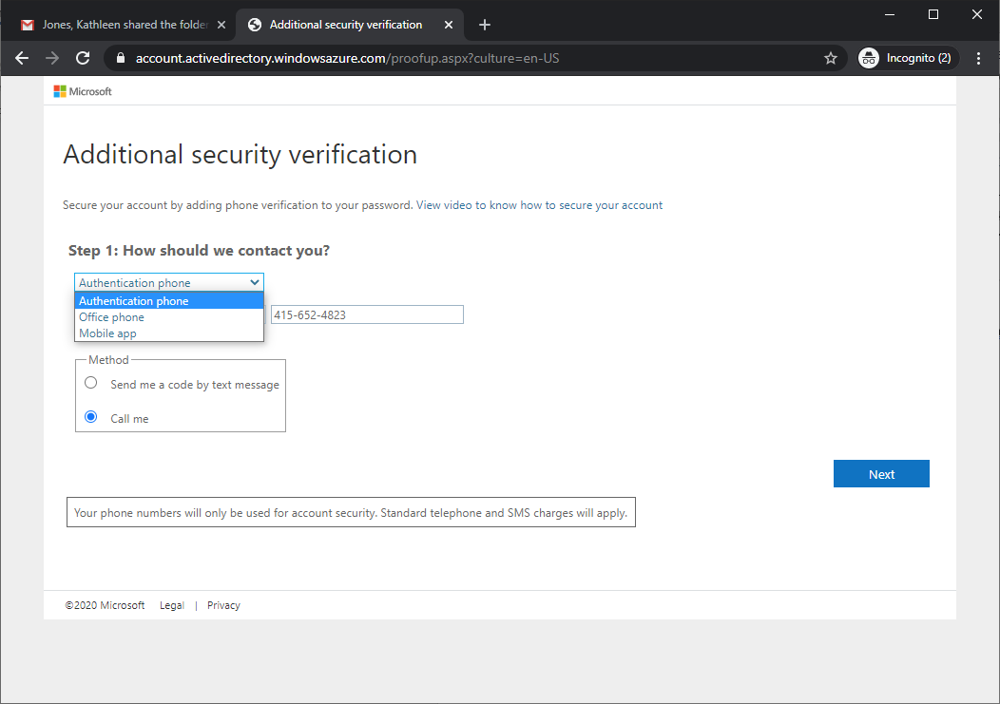 Jones, Kathleen shared the folder
Additional security verification
account.activedirectory.windowsazure.com/proofup.aspx?culture=en-US
Incognito (2)
Microsoft
Additional security verification
Secure your account by adding phone verification to your password. View video to know how to secure your account
Step 1: How should we contact you?
Authentication phone
Authentication phone
Office phone
415-652-4823
Mobile app
Method
Send me a code by text message
Call me
Next
Your phone numbers will only be used for account security. Standard telephone and SMS charges will apply.
©2020 Microsoft Legal | Privacy